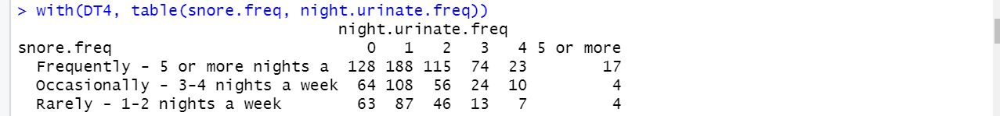 > with(DT4, table(snore.freq, night.urinate.freq))
night.urinate.freq
snore.freq 0 1 2 3 4 5 or more
Frequently - 5 or more nights a 128 188 115 74 23 17
Occasionally - 3-4 nights a week 64 108 56 24 10 4
Rarely - 1-2 nights a week 63 87 46 13 7 4